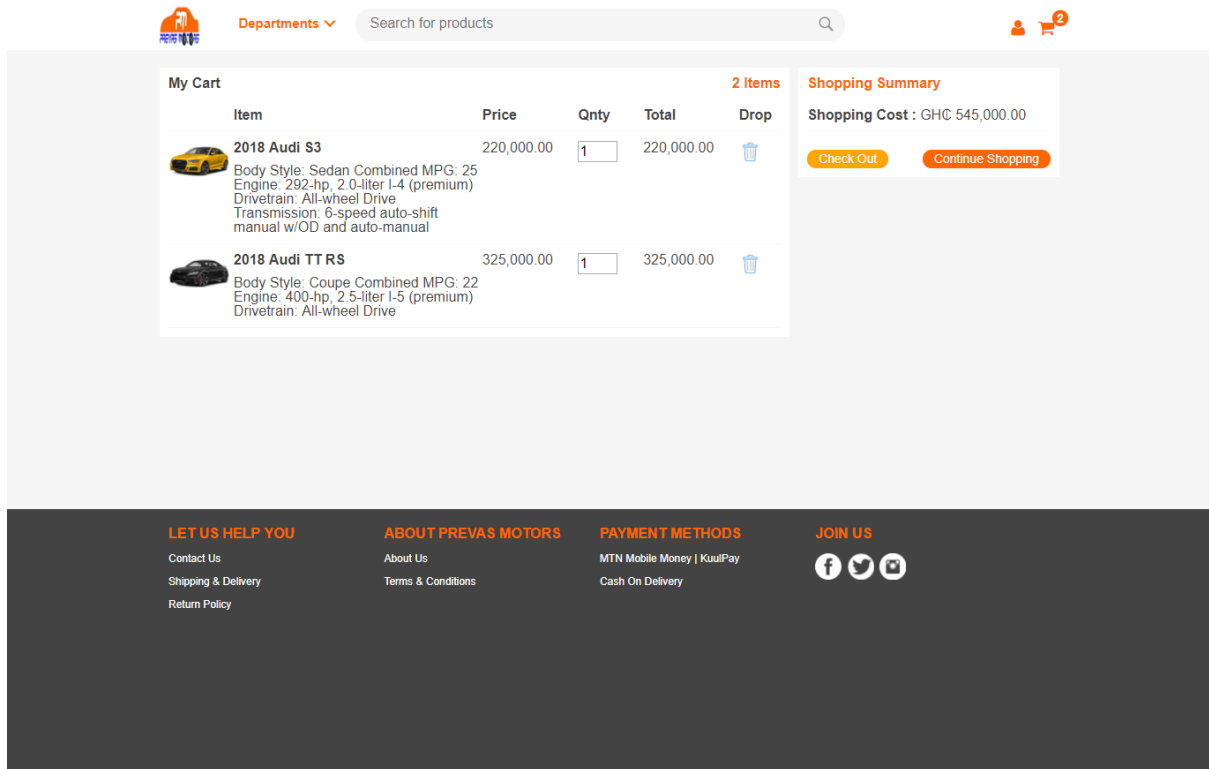 PREVAS MOTORS
Departments
Search for products
2
My Cart
2 Items
Item Price Qnty Total Drop
2018 Audi S3 220,000.00 1 220,000.00
Body Style: Sedan Combined MPG: 25
Engine: 292-hp, 2.0-liter I-4 (premium)
Drivetrain: All-wheel Drive
Transmission: 6-speed auto-shift
manual w/OD and auto-manual
2018 Audi TT RS 325,000.00 1 325,000.00
Body Style: Coupe Combined MPG: 22
Engine: 400-hp, 2.5-liter I-5 (premium)
Drivetrain: All-wheel Drive
Shopping Summary
Shopping Cost : GH₵ 545,000.00
Check Out
Continue Shopping
LET US HELP YOU
Contact Us
Shipping & Delivery
Return Policy
ABOUT PREVAS MOTORS
About Us
Terms & Conditions
PAYMENT METHODS
MTN Mobile Money | KuulPay
Cash On Delivery
JOIN US